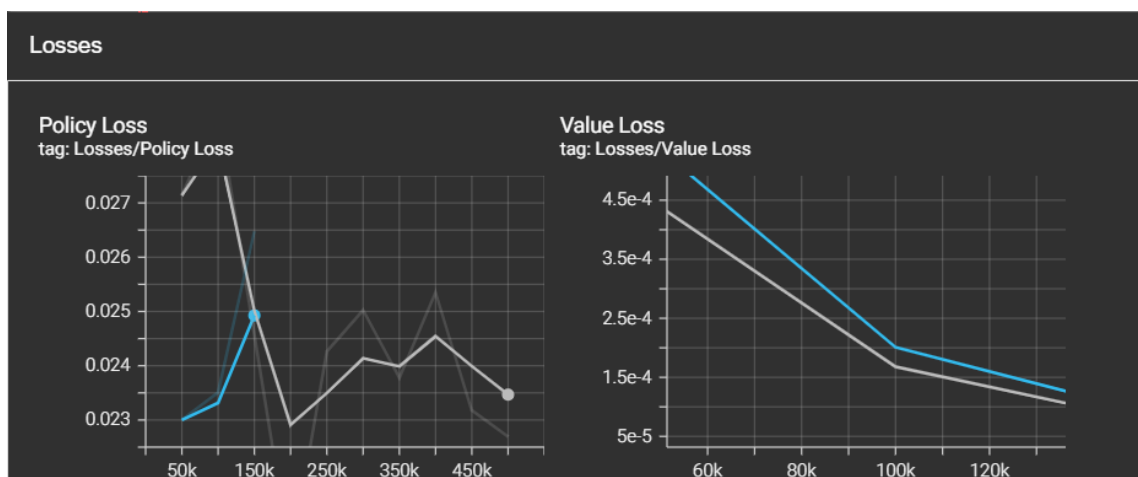 Losses
Policy Loss
tag: Losses/Policy Loss
0.027
0.026
0.025
0.024
0.023
50k 150k 250k 350k 450k
Value Loss
tag: Losses/Value Loss
4.5e-4
3.5e-4
2.5e-4
1.5e-4
5e-5
60k 80k 100k 120k